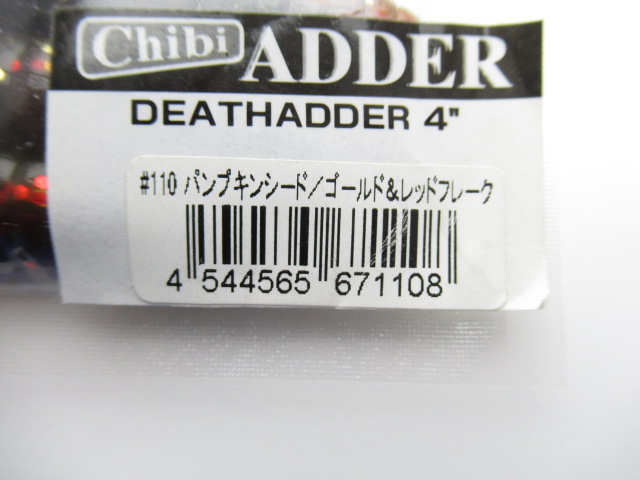 Chibi ADDER
DEATHADDER 4"
#110 パンプキンシード/ゴールド&レッドフレーク
4 544565 671108